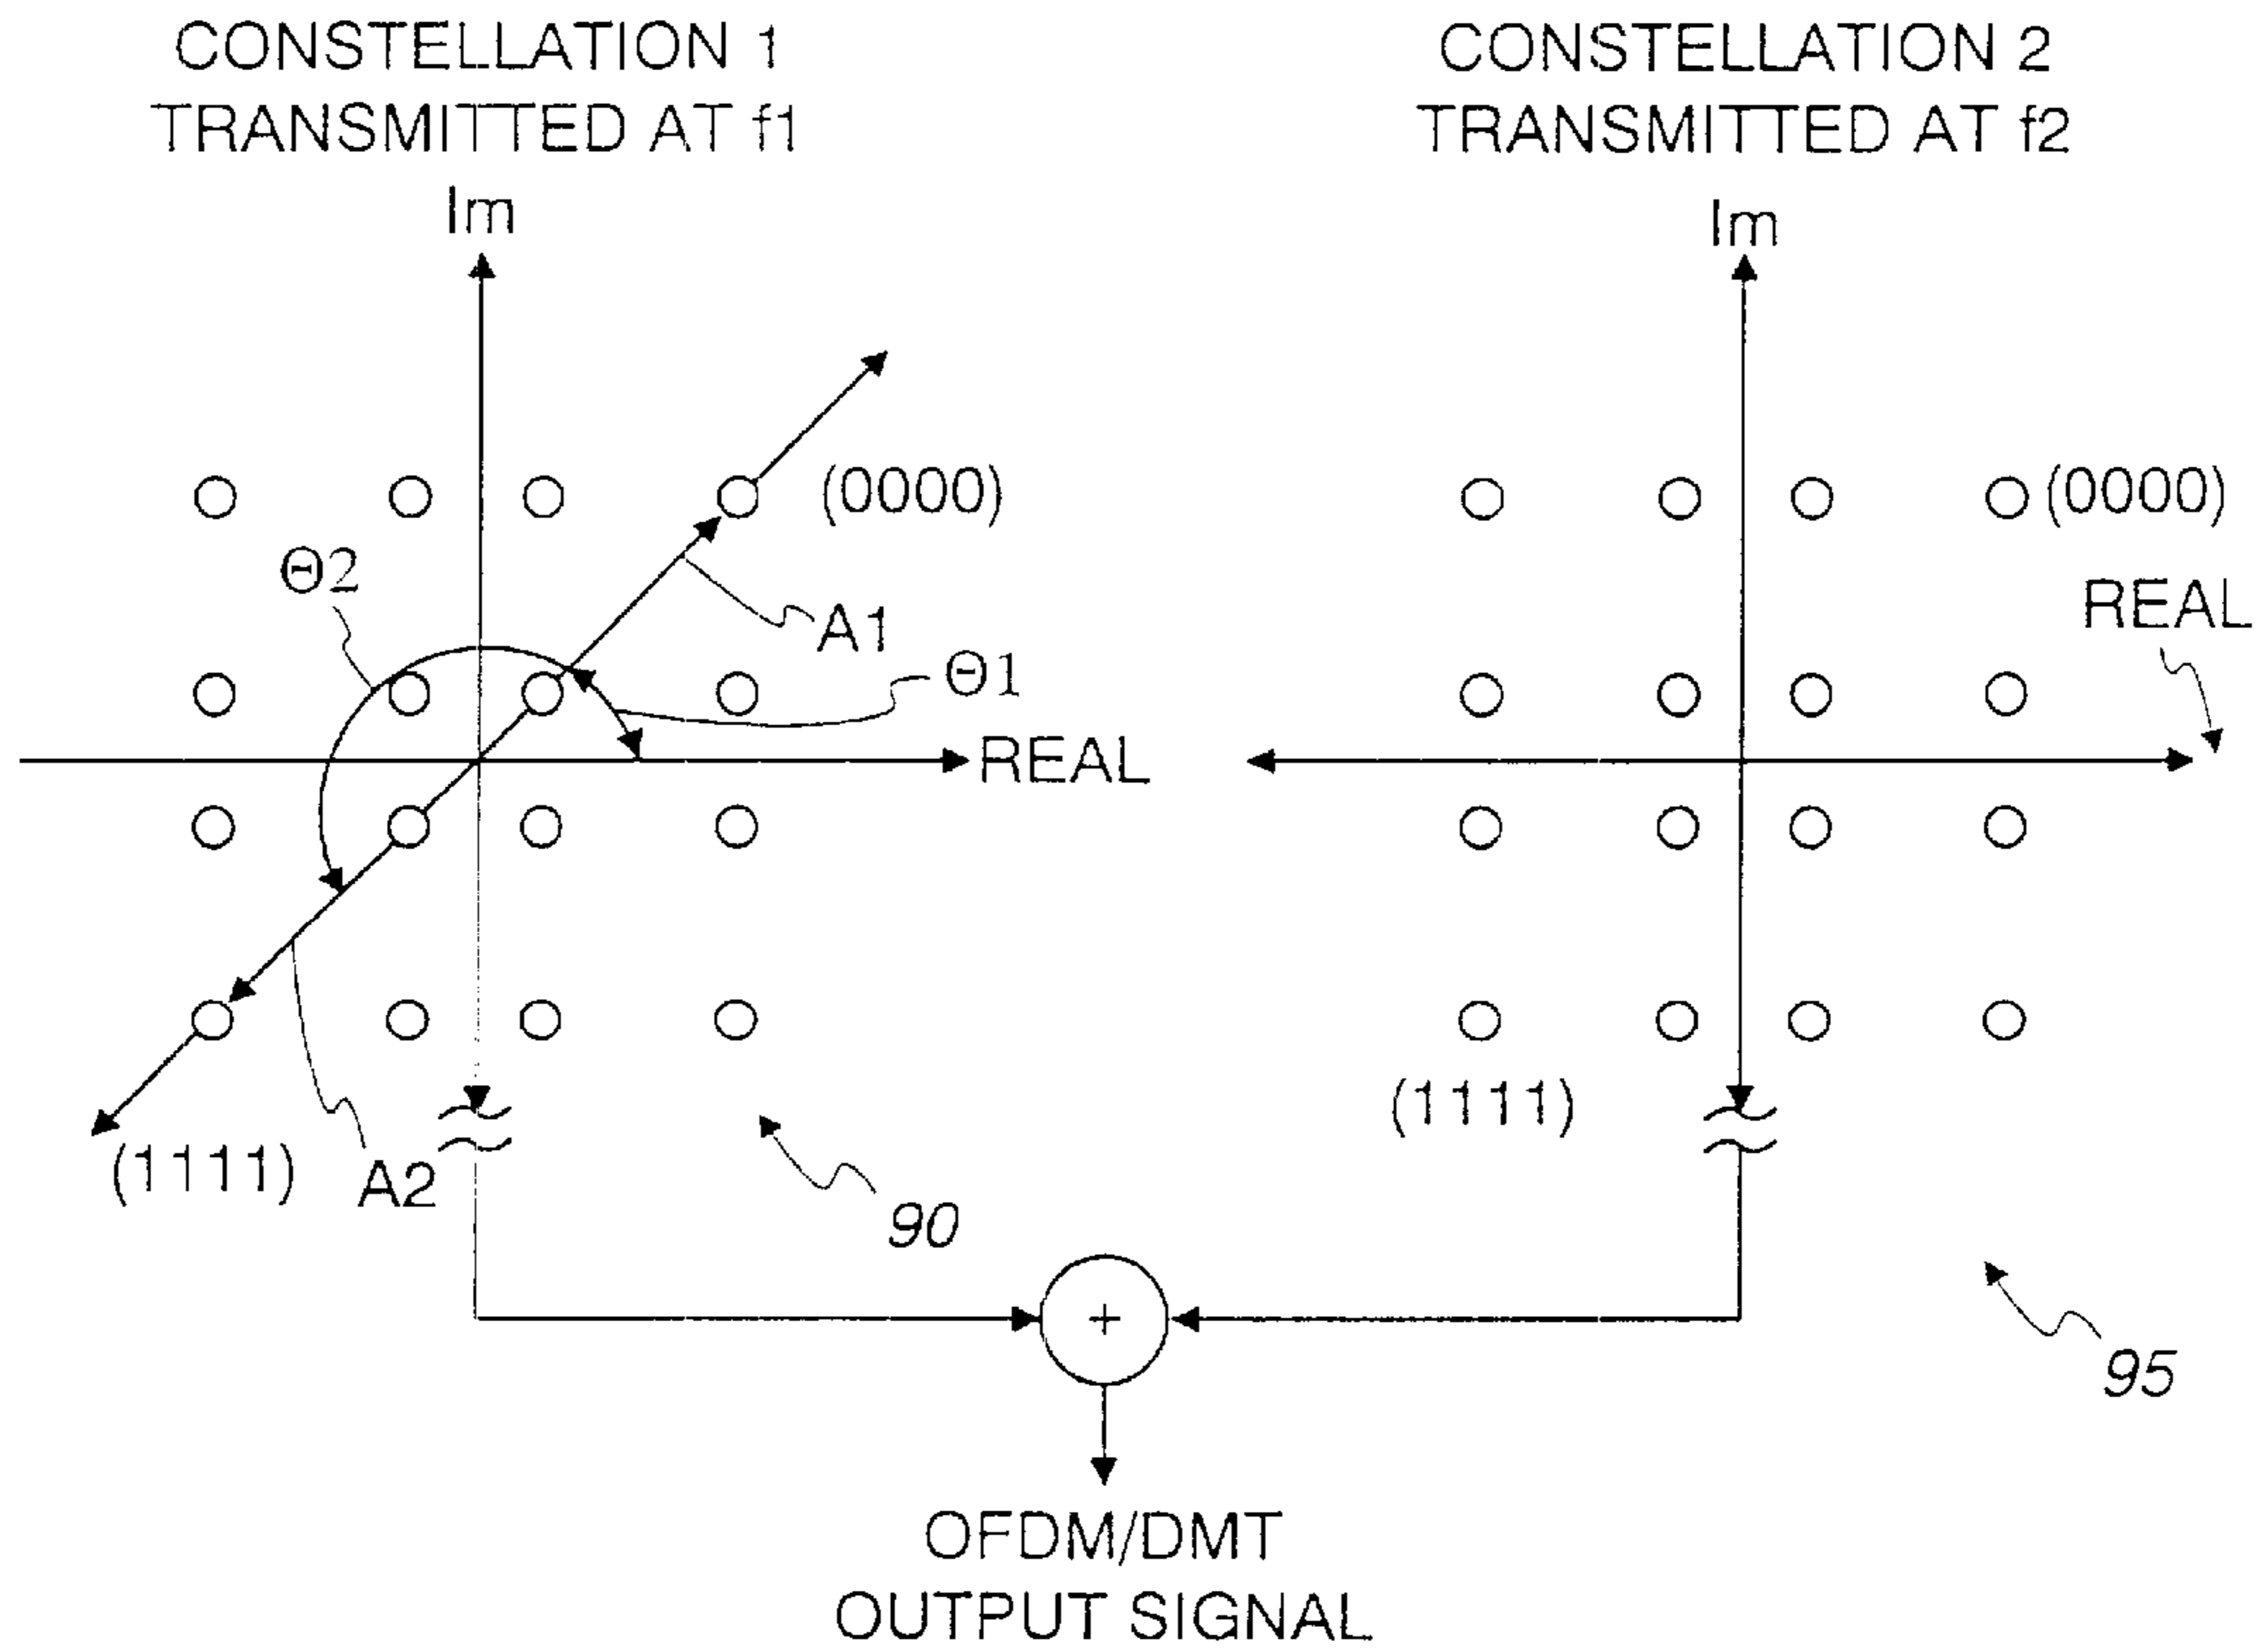 CONSTELLATION 1
TRANSMITTED AT f1
CONSTELLATION 2
TRANSMITTED AT f2
Im
Im
(0000)
(0000)
Θ2
REAL
A1
Θ1
REAL
(1111)
(1111)
A2
90
+
95
OFDM/DMT
OUTPUT SIGNAL